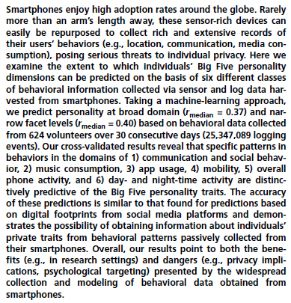 Smartphones enjoy high adoption rates around the globe. Rarely
more than an arm's length away, these sensor-rich devices can
easily be repurposed to collect rich and extensive records of
their users' behaviors (e.g., location, communication, media con-
sumption), posing serious threats to individual privacy. Here we
examine the extent to which individuals' Big Five personality
dimensions can be predicted on the basis of six different classes
of behavioral information collected via sensor and log data har-
vested from smartphones. Taking a machine-learning approach,
we predict personality at broad domain (rmedian = 0.37) and nar-
row facet levels (rmedian = 0.40) based on behavioral data collected
from 624 volunteers over 30 consecutive days (25,347,089 logging
events). Our cross-validated results reveal that specific patterns in
behaviors in the domains of 1) communication and social behav-
ior, 2) music consumption, 3) app usage, 4) mobility, 5) overall
phone activity, and 6) day- and night-time activity are distinc-
tively predictive of the Big Five personality traits. The accuracy
of these predictions is similar to that found for predictions based
on digital footprints from social media platforms and demon-
strates the possibility of obtaining information about individuals'
private traits from behavioral patterns passively collected from
their smartphones. Overall, our results point to both the bene-
fits (e.g., in research settings) and dangers (e.g., privacy impli-
cations, psychological targeting) presented by the widespread
collection and modeling of behavioral data obtained from
smartphones.